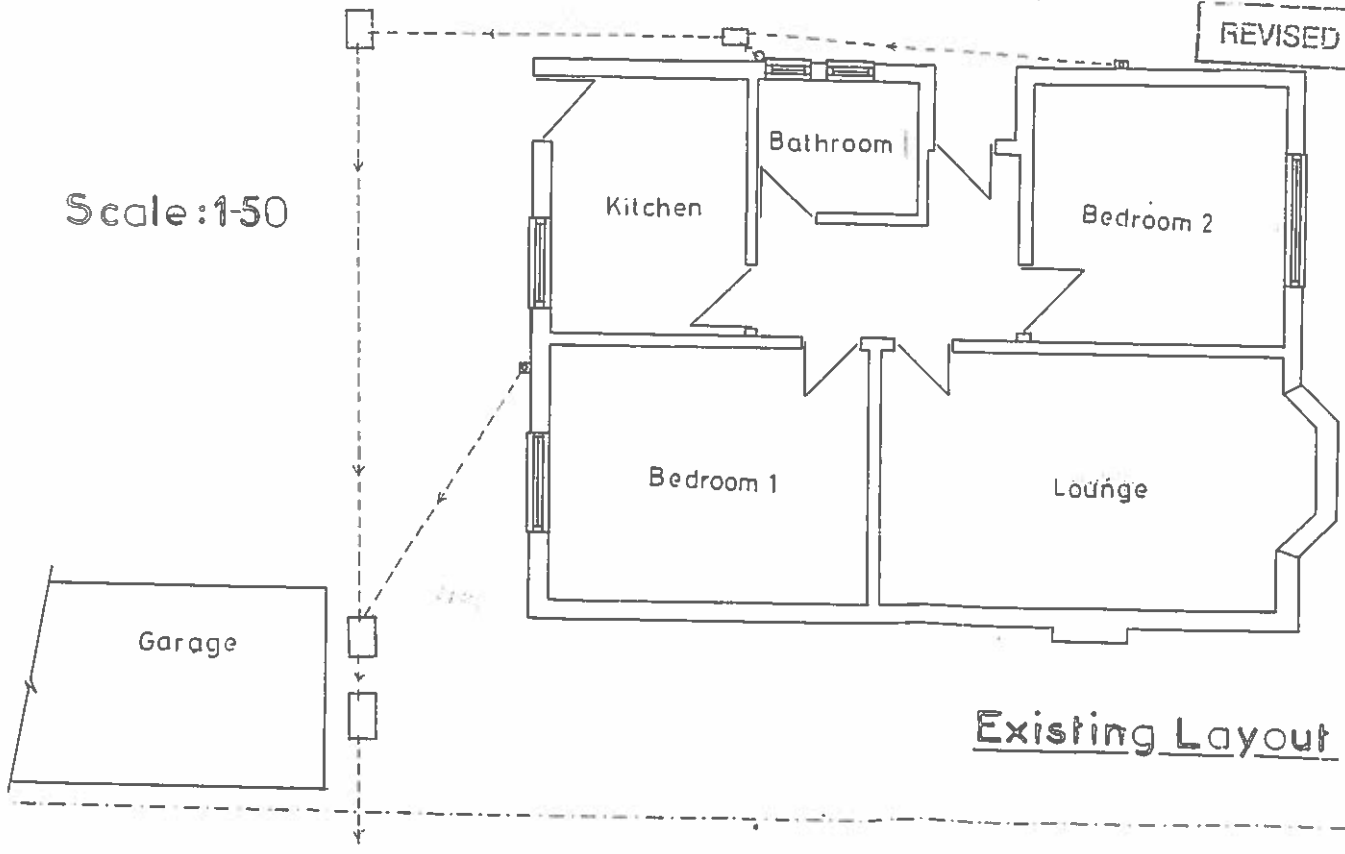 REVISED
Scale:1-50
Bathroom
Kitchen
Bedroom 2
Bedroom 1
Lounge
Garage
Existing Layout